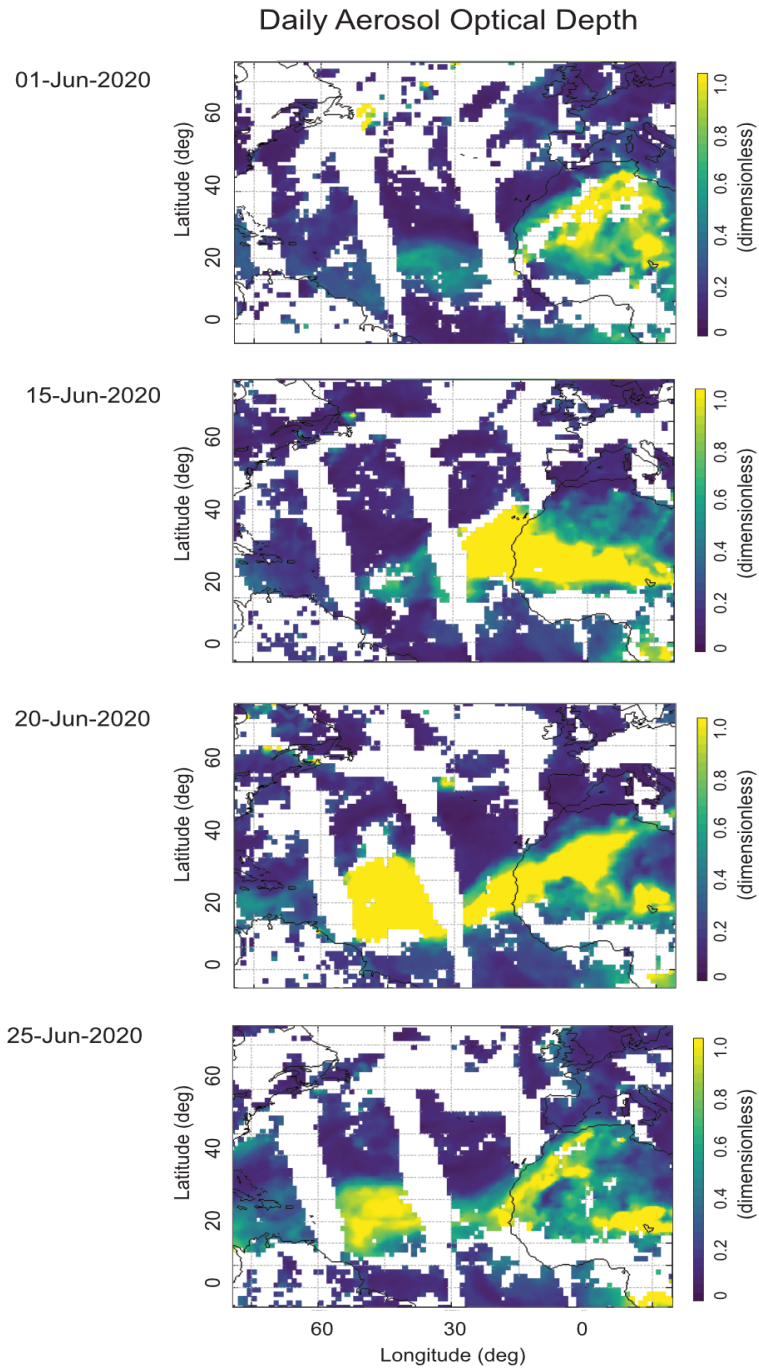 Daily Aerosol Optical Depth
01-Jun-2020
Latitude (deg)
60
40
20
0
1.0
0.8
0.6
0.4
0.2
0
(dimensionless)
15-Jun-2020
Latitude (deg)
60
40
20
0
1.0
0.8
0.6
0.4
0.2
0
(dimensionless)
20-Jun-2020
Latitude (deg)
60
40
20
0
1.0
0.8
0.6
0.4
0.2
0
(dimensionless)
25-Jun-2020
Latitude (deg)
60
40
20
0
1.0
0.8
0.6
0.4
0.2
0
(dimensionless)
60 30 0
Longitude (deg)